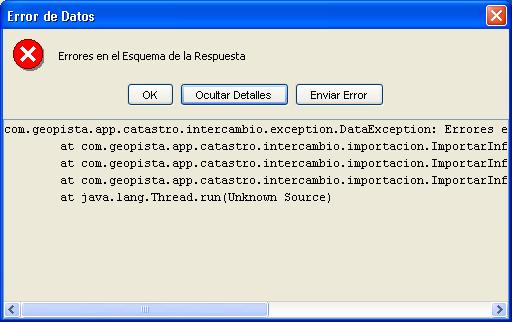 Error de Datos
Errores en el Esquema de la Respuesta
OK
Ocultar Detalles
Enviar Error
com.geopista.app.catastro.intercambio.exception.DataException: Errores e
at com.geopista.app.catastro.intercambio.importacion.ImportarInf
at com.geopista.app.catastro.intercambio.importacion.ImportarInf
at com.geopista.app.catastro.intercambio.importacion.ImportarInf
at java.lang.Thread.run(Unknown Source)